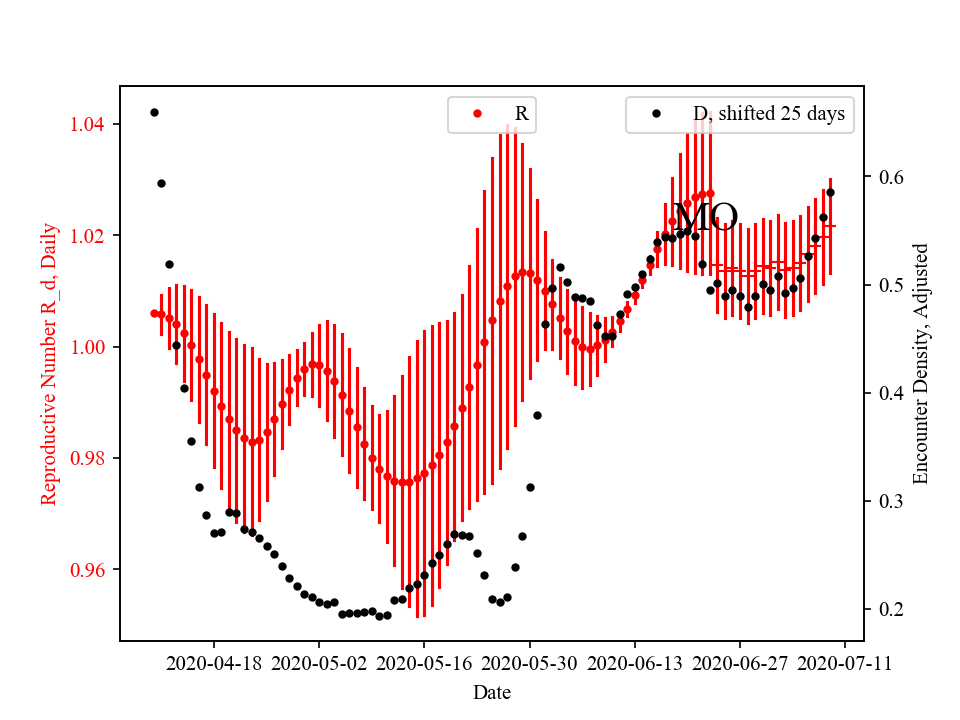 R
D, shifted 25 days
MO
Reproductive Number R_d, Daily
1.04
1.02
1.00
0.98
0.96
0.6
0.5
0.4
0.3
0.2
Encounter Density, Adjusted
2020-04-18 2020-05-02 2020-05-16 2020-05-30 2020-06-13 2020-06-27 2020-07-11
Date